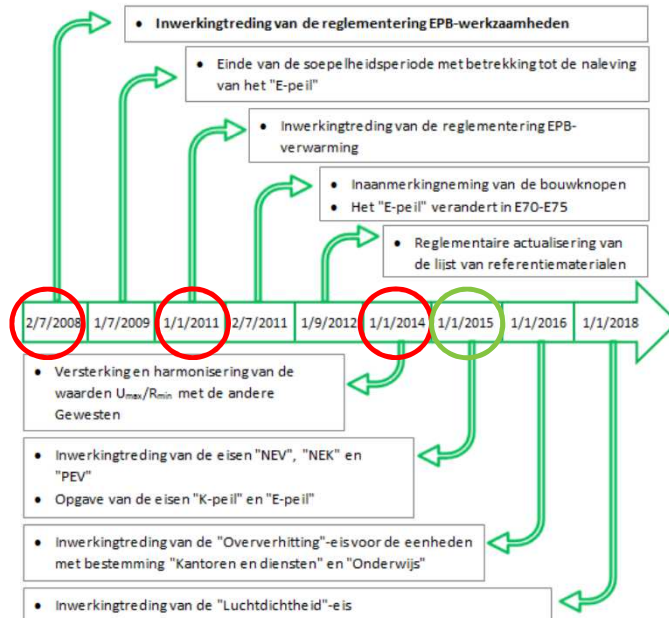 Inwerkingtreding van de reglementering EPB-werkzaamheden
Einde van de soepelheidsperiode met betrekking tot de naleving
van het "E-peil"
Inwerkingtreding van de reglementering EPB-
verwarming
Inaanmerkingneming van de bouwknopen
Het "E-peil" verandert in E70-E75
Reglementaire actualisering van
de lijst van referentiematerialen
2/7/2008 1/7/2009 1/1/2011 2/7/2011 1/9/2012 1/1/2014 1/1/2015 1/1/2016 1/1/2018
Versterking en harmonisering van de
waarden Umax/Rmin met de andere
Gewesten
Inwerkingtreding van de eisen "NEV", "NEK" en
"PEV"
Opgave van de eisen "K-peil" en "E-peil"
Inwerkingtreding van de "Oververhitting"-eis voor de eenheden
met bestemming "Kantoren en diensten" en "Onderwijs"
Inwerkingtreding van de "Luchtdichtheid"-eis